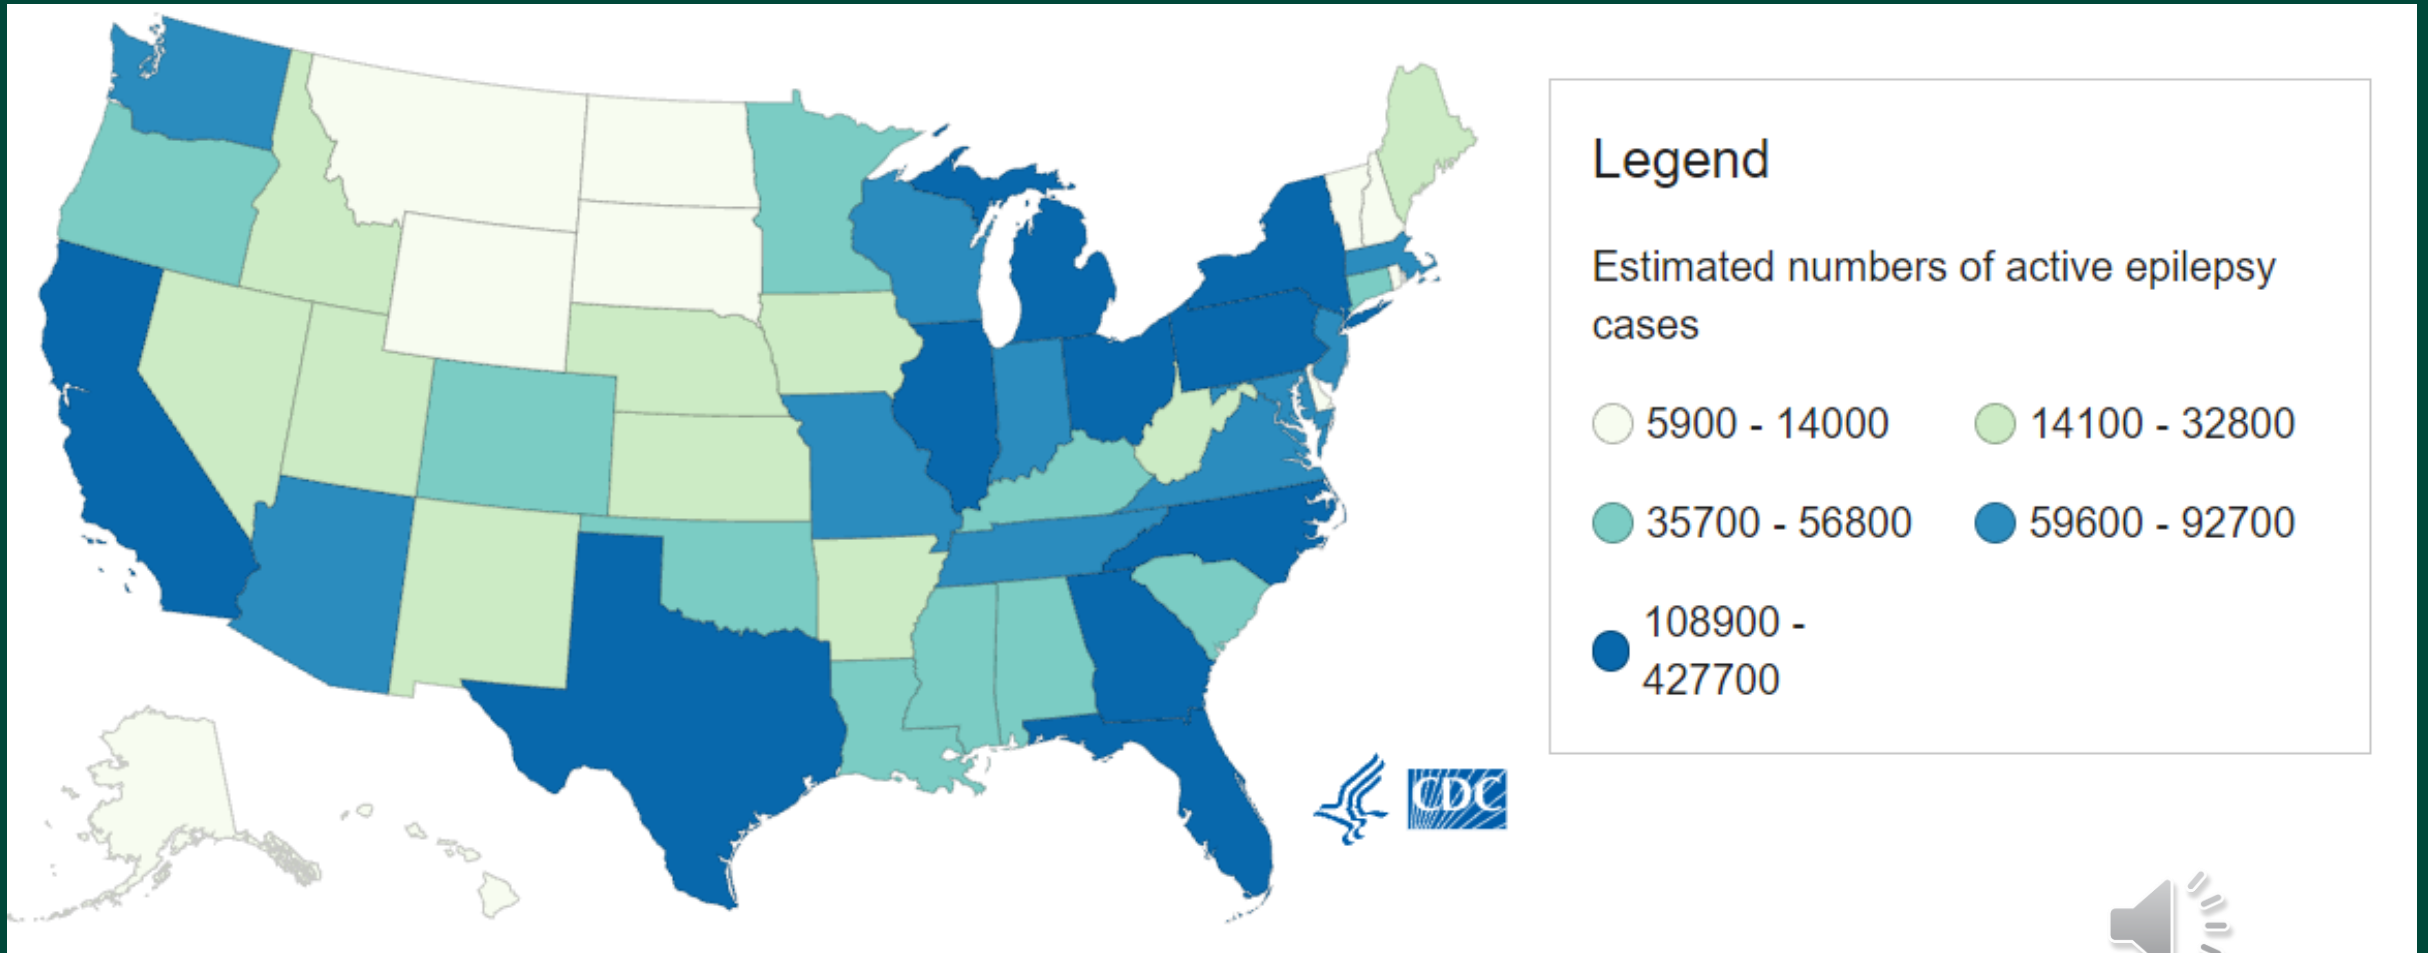 Legend
Estimated numbers of active epilepsy
cases
5900 - 14000
14100 - 32800
35700 - 56800
59600 - 92700
108900 -
427700
CDC